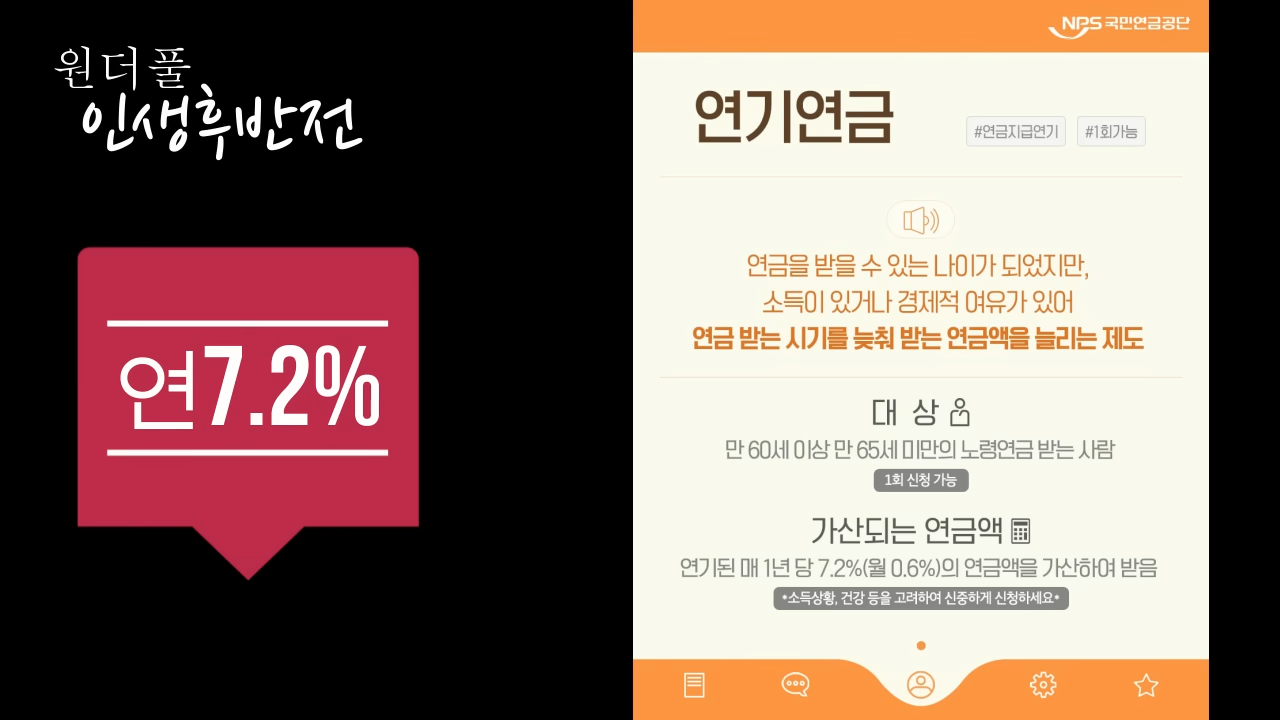 원더풀
인생후반전
연7.2%
NPS 국민연금공단
연기연금
#연금지급연기
#1회가능
연금을 받을 수 있는 나이가 되었지만,
소득이 있거나 경제적 여유가 있어
연금 받는 시기를 늦춰 받는 연금액을 늘리는 제도
대 상
만 60세 이상 만 65세 미만의 노령연금 받는 사람
1회 신청 가능
가산되는 연금액
연기된 매 1년 당 7.2%(월 0.6%)의 연금액을 가산하여 받음
*소득상황, 건강 등을 고려하여 신중하게 신청하세요*